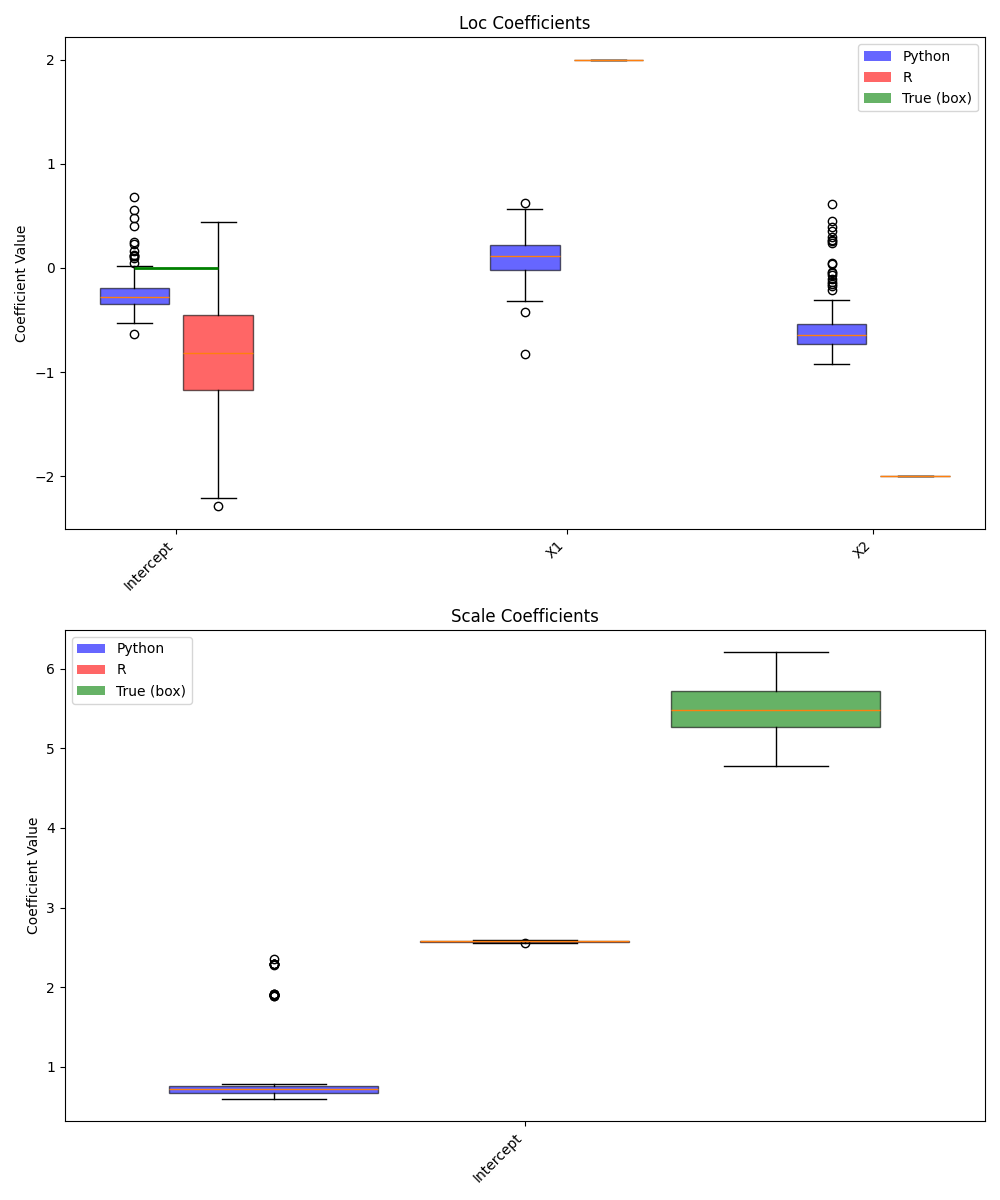 Loc Coefficients
Python
R
True (box)
2
1
0
−1
−2
Coefficient Value
Intercept
X1
X2
Scale Coefficients
Python
R
True (box)
6
5
4
3
2
1
Coefficient Value
Intercept